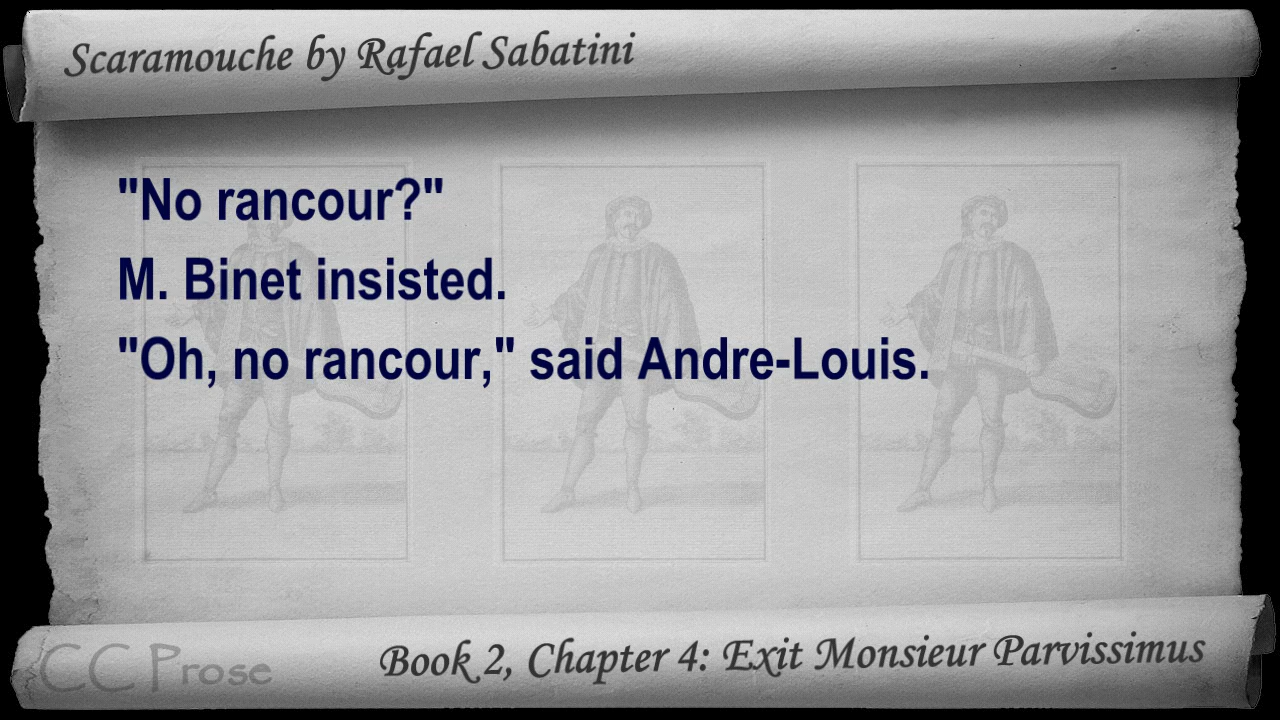 Scaramouche by Rafael Sabatini
"No rancour?"
M. Binet insisted.
"Oh, no rancour," said Andre-Louis.
CC Prose
Book 2, Chapter 4: Exit Monsieur Parvissimus